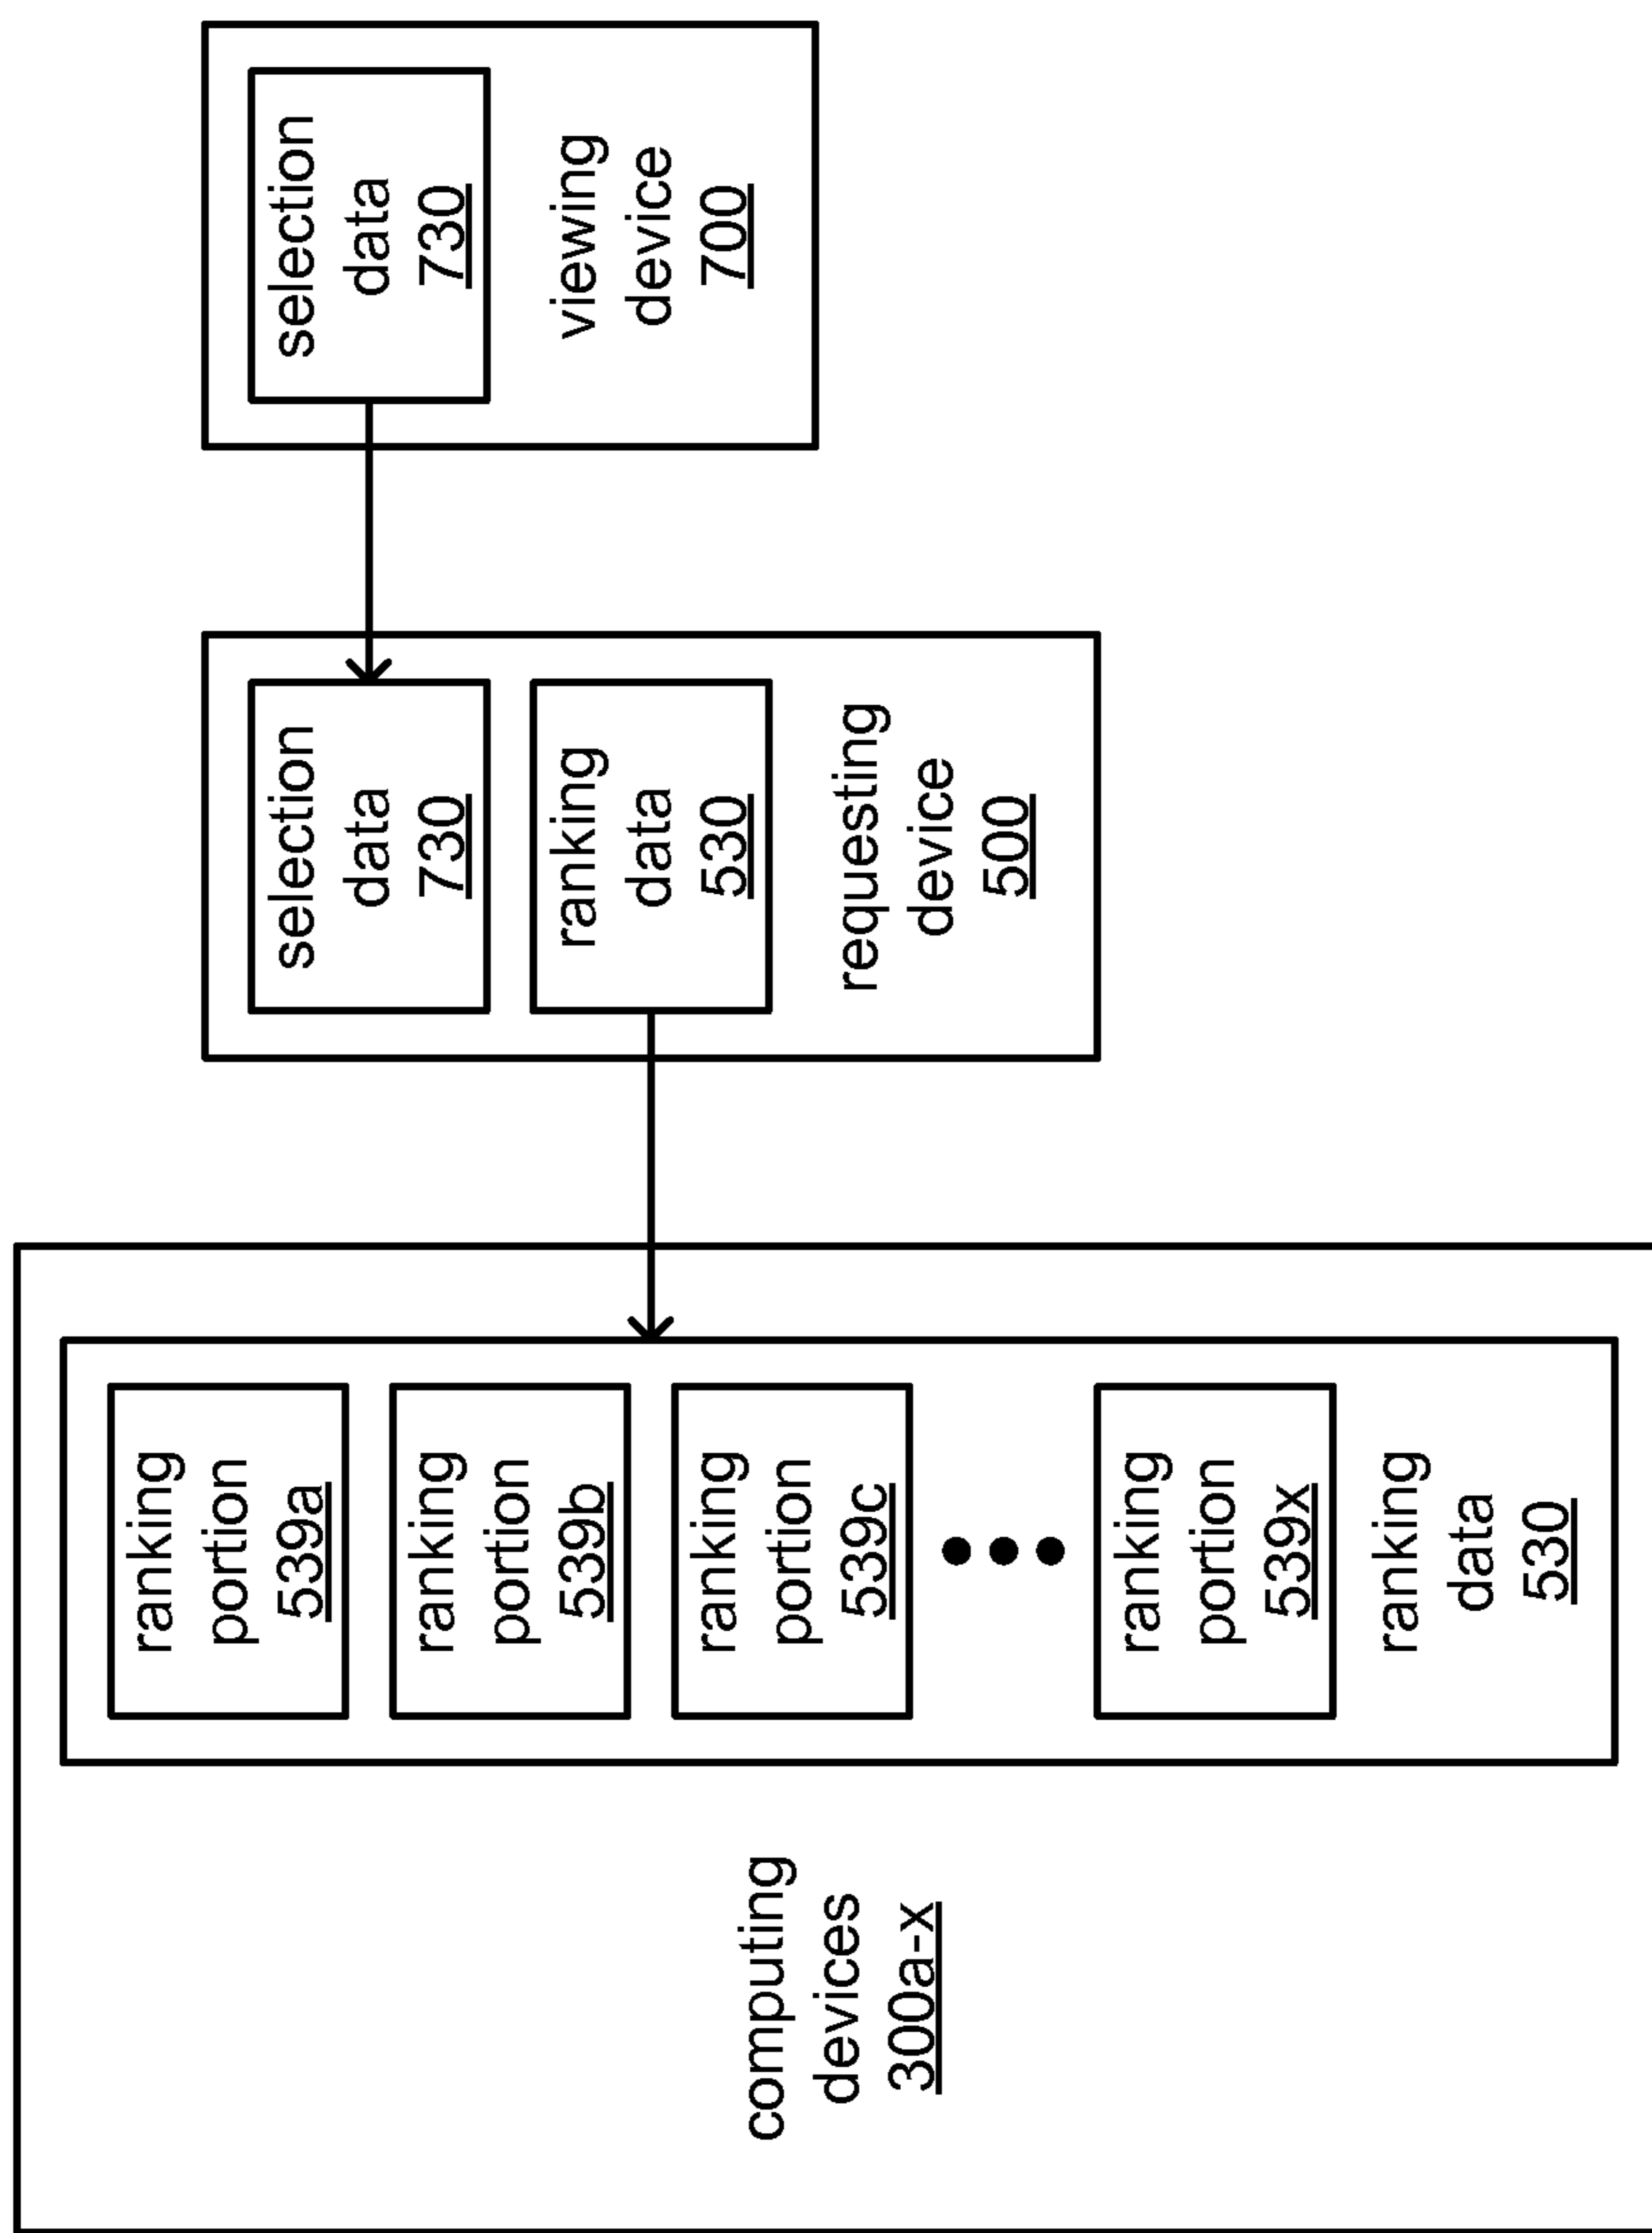 computing
devices
300a-x
ranking
portion
539a
ranking
portion
539b
ranking
portion
539c
ranking
portion
539x
ranking
data
530
selection
data
730
ranking
data
530
requesting
device
500
selection
data
730
viewing
device
700